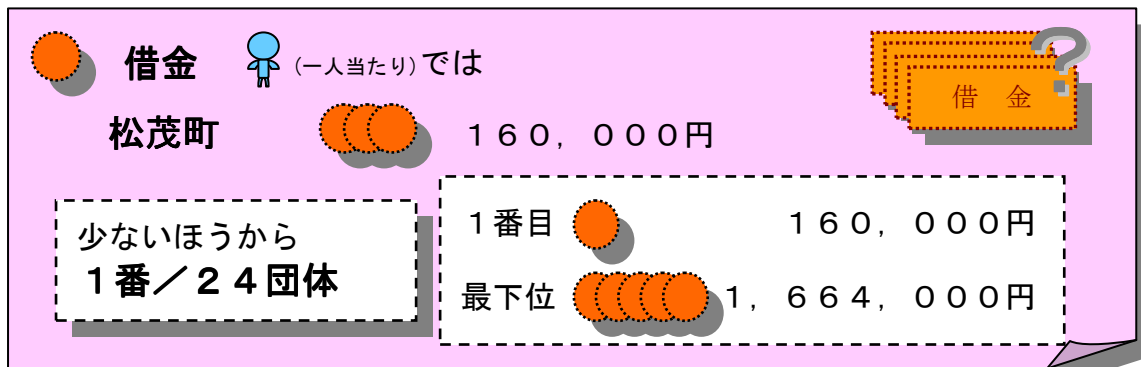 借金 (一人当たり)では
借 金
?
松茂町 １６０，０００円
少ないほうから
１番／２４団体
１番目 １６０，０００円
最下位 １，６６４，０００円